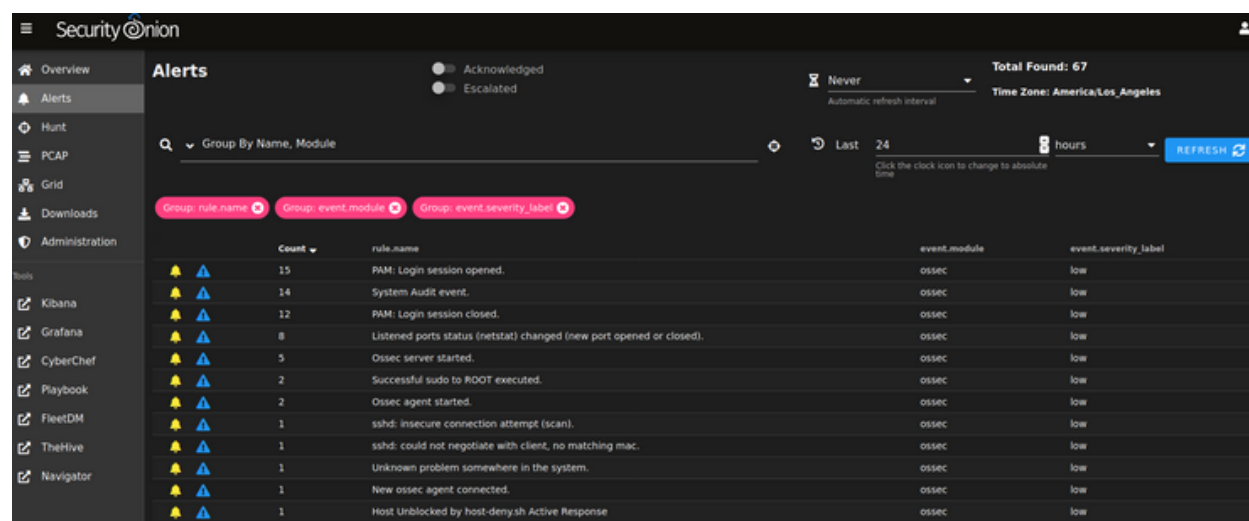 Security Onion
Overview
Alerts
Hunt
PCAP
Grid
Downloads
Administration
Tools
Kibana
Grafana
CyberChef
Playbook
FleetDM
TheHive
Navigator
Alerts
Acknowledged
Escalated
Never
Automatic refresh interval
Total Found: 67
Time Zone: America/Los_Angeles
Group By Name, Module
Last 24 hours
Click the clock icon to change to absolute
time
REFRESH
Group: rule.name Group: event.module Group: event.severity_label
Count rule.name event.module event.severity_label
15 PAM: Login session opened. ossec low
14 System Audit event. ossec low
12 PAM: Login session closed. ossec low
8 Listened ports status (netstat) changed (new port opened or closed). ossec low
5 Ossec server started. ossec low
2 Successful sudo to ROOT executed. ossec low
2 Ossec agent started. ossec low
1 sshd: insecure connection attempt (scan). ossec low
1 sshd: could not negotiate with client, no matching mac. ossec low
1 Unknown problem somewhere in the system. ossec low
1 New ossec agent connected. ossec low
1 Host Unblocked by host-deny.sh Active Response ossec low